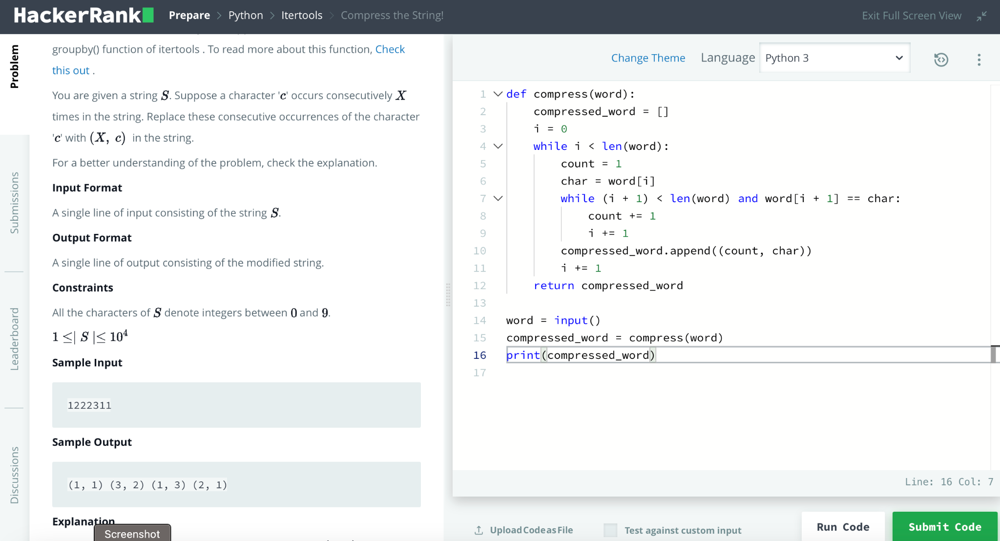 HackerRank Prepare > Python > Itertools > Compress the String! Exit Full Screen View
Problem
Submissions
Leaderboard
Discussions
groupby() function of itertools . To read more about this function, Check
this out .
You are given a string S. Suppose a character 'c' occurs consecutively X
times in the string. Replace these consecutive occurrences of the character
'c' with (X, c) in the string.
For a better understanding of the problem, check the explanation.
Input Format
A single line of input consisting of the string S.
Output Format
A single line of output consisting of the modified string.
Constraints
All the characters of S denote integers between 0 and 9.
1 ≤| S |≤ 10⁴
Sample Input
1222311
Sample Output
(1, 1) (3, 2) (1, 3) (2, 1)
Explanation
Screenshot
Change Theme Language Python 3
1 def compress(word):
2     compressed_word = []
3     i = 0
4     while i < len(word):
5         count = 1
6         char = word[i]
7         while (i + 1) < len(word) and word[i + 1] == char:
8             count += 1
9             i += 1
10         compressed_word.append((count, char))
11         i += 1
12     return compressed_word
13
14 word = input()
15 compressed_word = compress(word)
16 print(compressed_word)
17
Line: 16 Col: 7
Upload Code as File Test against custom input Run Code Submit Code